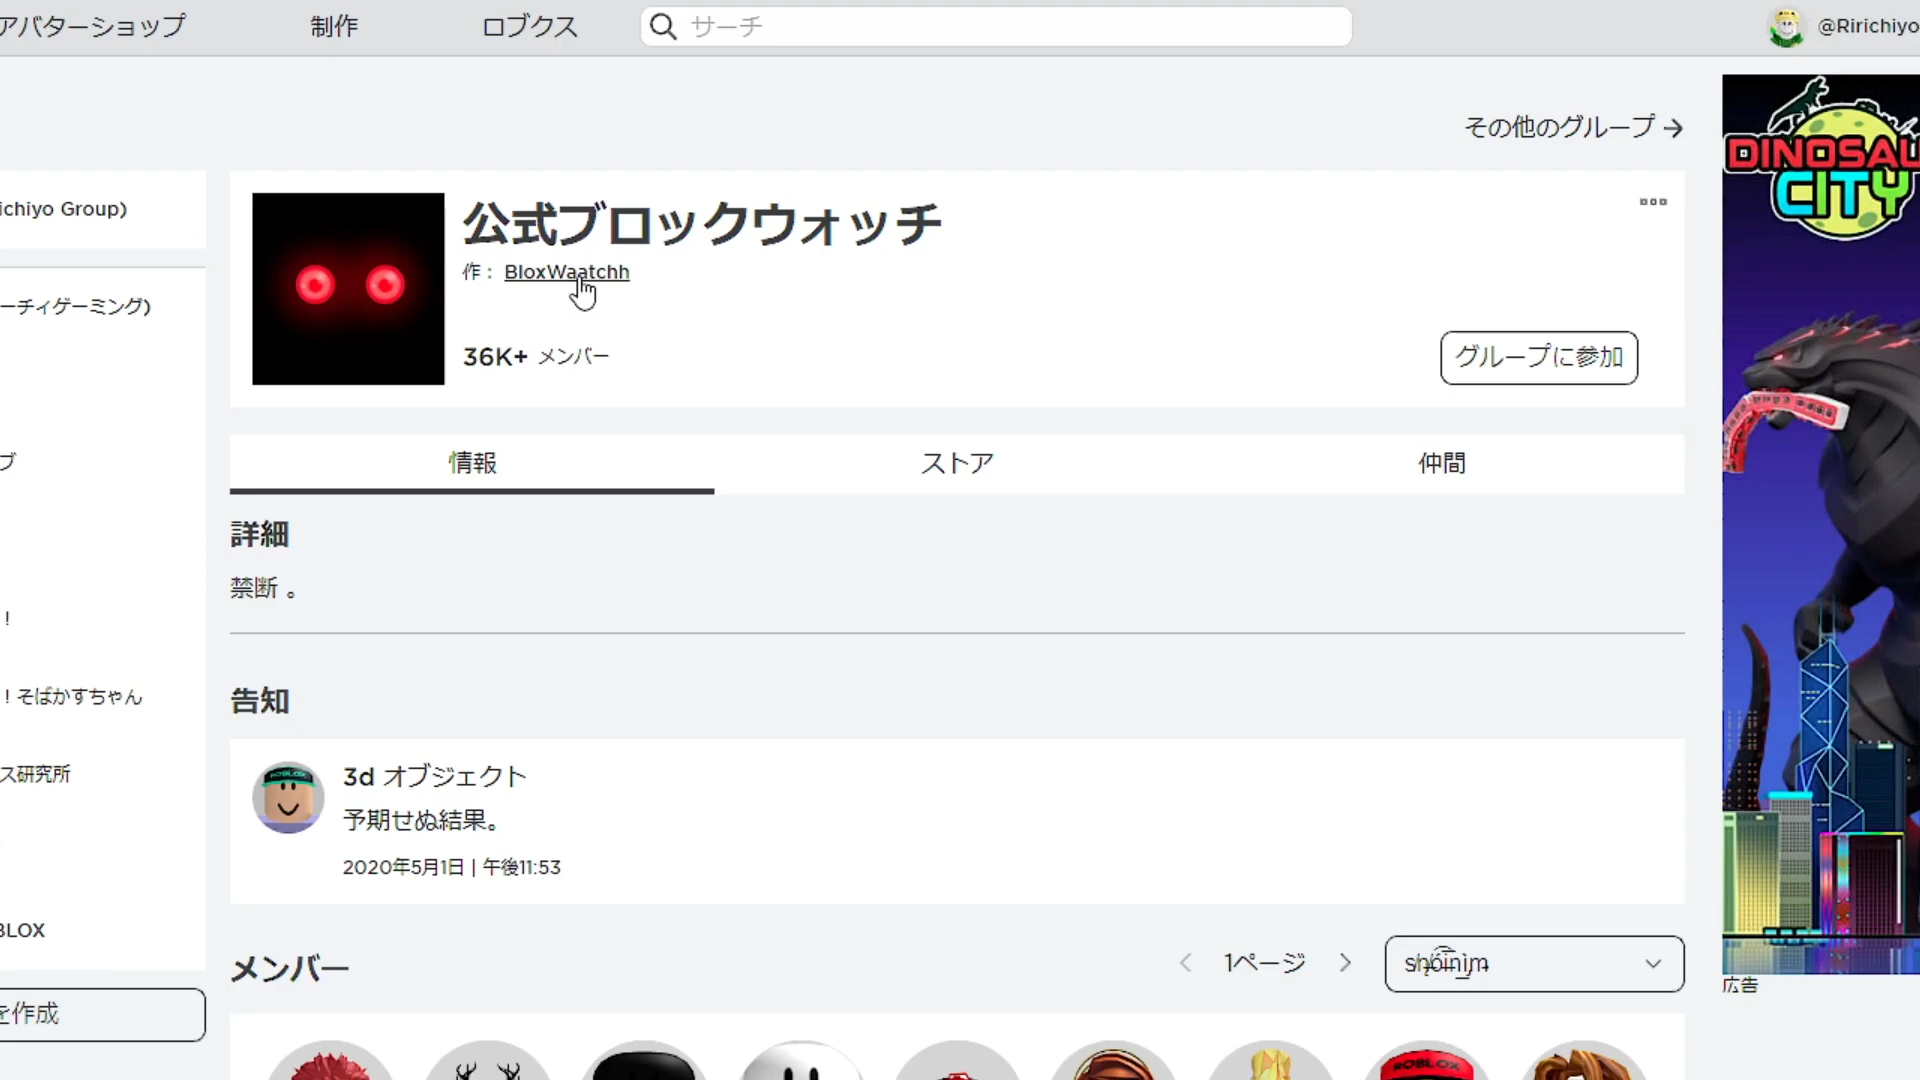 アバターショップ
制作
ロブクス
サーチ
@Ririchiyo
その他のグループ
ichiyo Group)
ーチィゲーミング)
ブ
!
! そばかすちゃん
ス研究所
BLOX
を作成
公式ブロックウォッチ
作 : BloxWaatchh
36K+ メンバー
グループに参加
情報
ストア
仲間
詳細
禁断 。
告知
3d オブジェクト
予期せぬ結果。
2020年5月1日 | 午後11:53
メンバー
1ページ
DINOSAU
CITY
広告
ROBLOX
ROBLOX